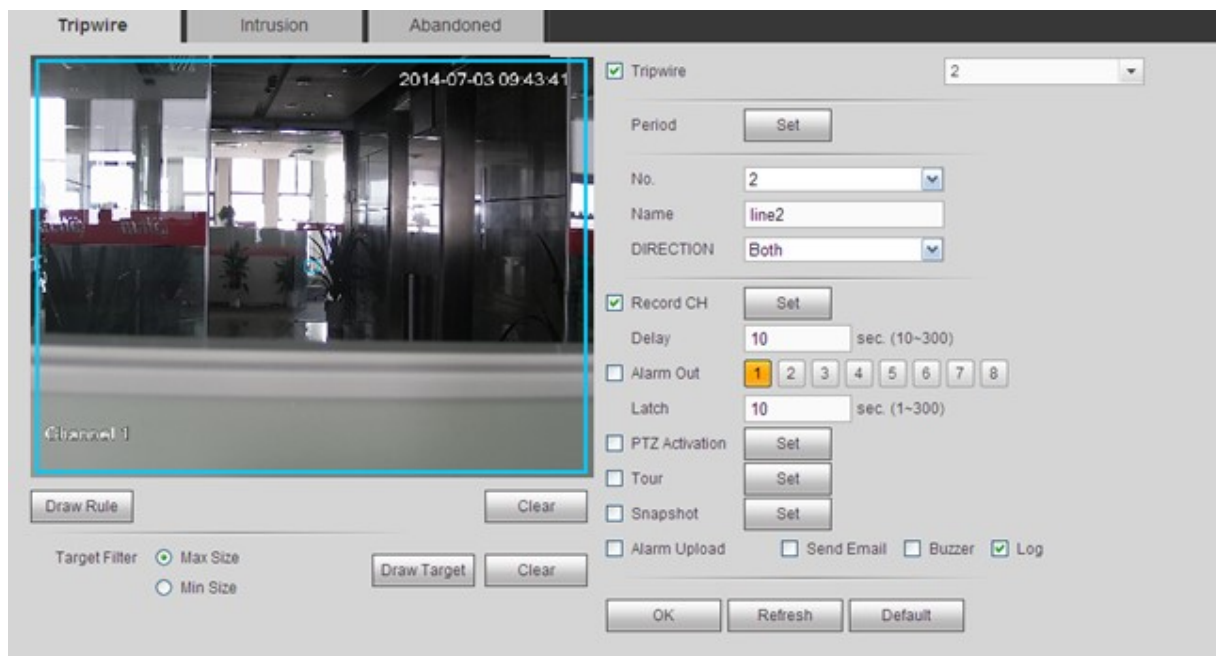 Tripwire Intrusion Abandoned
2014-07-03 09:43:41
Channel 1
Draw Rule Clear
Target Filter Max Size Draw Target Clear
Min Size
Tripwire 2
Period Set
No. 2
Name line2
DIRECTION Both
Record CH Set
Delay 10 sec. (10~300)
Alarm Out 1 2 3 4 5 6 7 8
Latch 10 sec. (1~300)
PTZ Activation Set
Tour Set
Snapshot Set
Alarm Upload Send Email Buzzer Log
OK Refresh Default